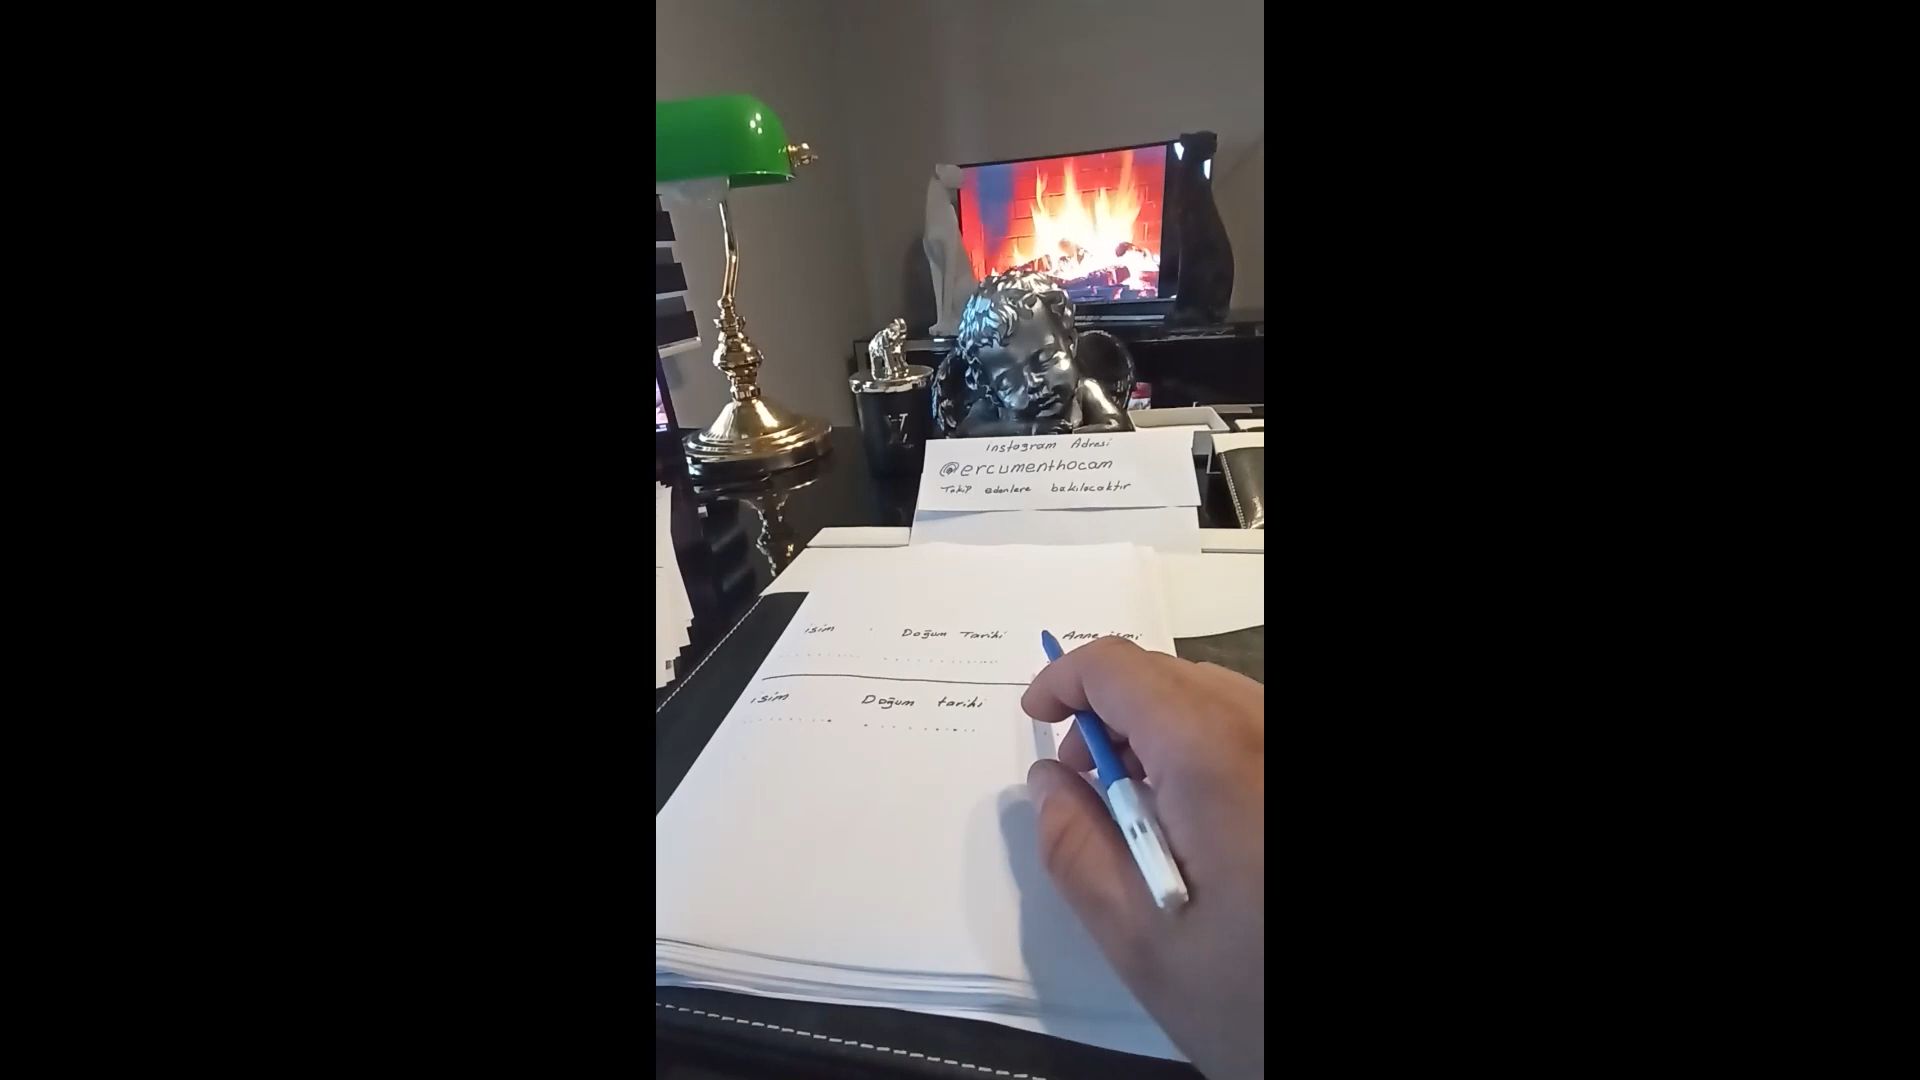 instagram Adresi
@ercumenthocam
Takip edenlere bakılacaktır
isim Doğum Tarihi Anne ismi
isim Doğum tarihi